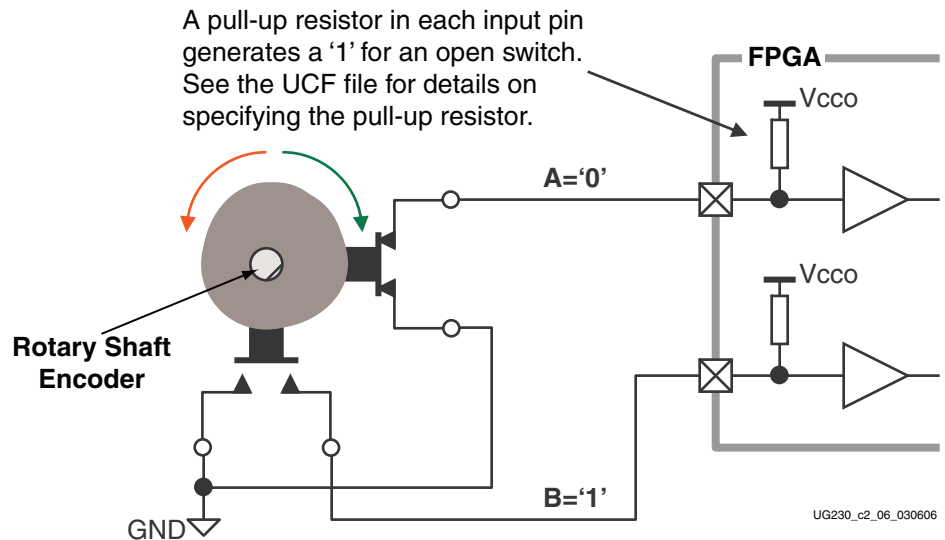 A pull-up resistor in each input pin
generates a ‘1’ for an open switch.
See the UCF file for details on
specifying the pull-up resistor.
FPGA
Vcco
A=‘0’
Vcco
Rotary Shaft
Encoder
B=‘1’
GND
UG230_c2_06_030606